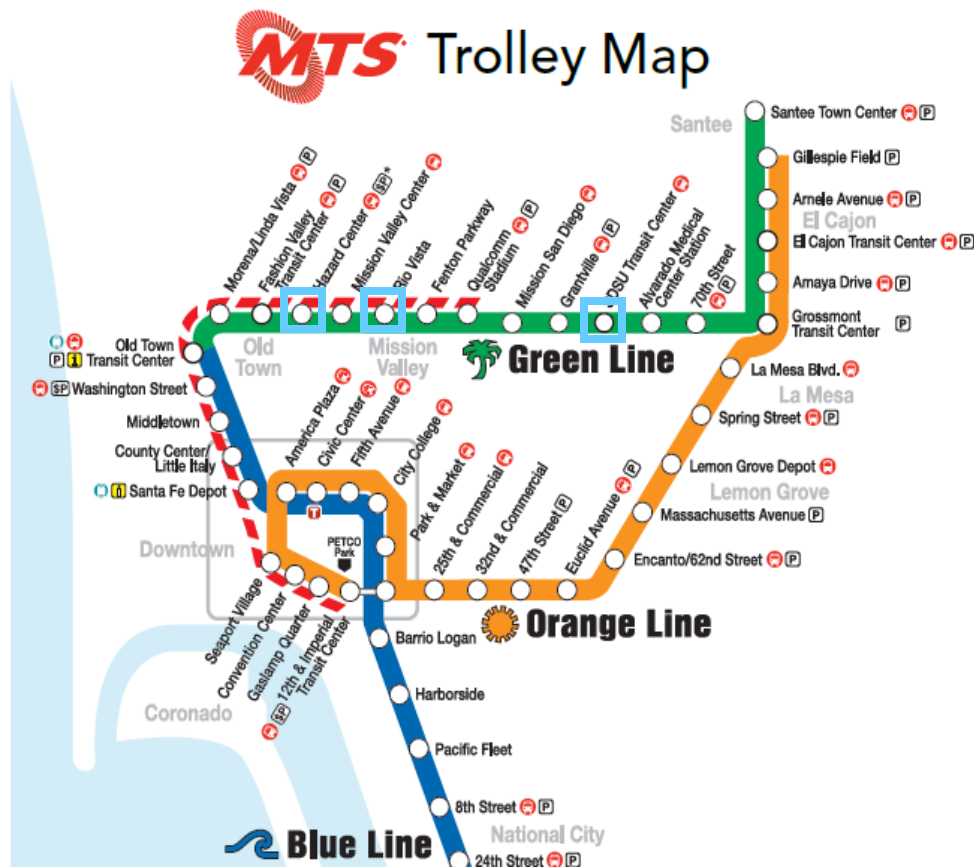 MTS Trolley Map
Santee
Santee Town Center P
Gillespie Field P
Arnele Avenue P
El Cajon
El Cajon Transit Center P
Amaya Drive P
Grossmont
Transit Center P
Morena/Linda Vista P
Fashion Valley
Transit Center P
Hazard Center SP*
Mission Valley Center
Rio Vista
Fenton Parkway
Qualcomm
Stadium P
Mission San Diego
Grantville P
SDSU Transit Center
Alvarado Medical
Center Station
70th Street
P
Old Town
P i Transit Center
Old
Town
Mission
Valley
Green Line
SP Washington Street
Middletown
County Center/
Little Italy
i Santa Fe Depot
La Mesa Blvd.
La Mesa
Spring Street P
Lemon Grove Depot
Lemon Grove
Massachusetts Avenue P
Encanto/62nd Street P
America Plaza
Civic Center
Fifth Avenue
City College
T
PETCO
Park
Downtown
Park & Market
25th & Commercial
32nd & Commercial
47th Street P
Euclid Avenue P
Orange Line
Seaport Village
Convention Center
Gaslamp Quarter
SP 12th & Imperial
Transit Center
Coronado
Barrio Logan
Harborside
Pacific Fleet
8th Street P
National City
Blue Line
24th Street P